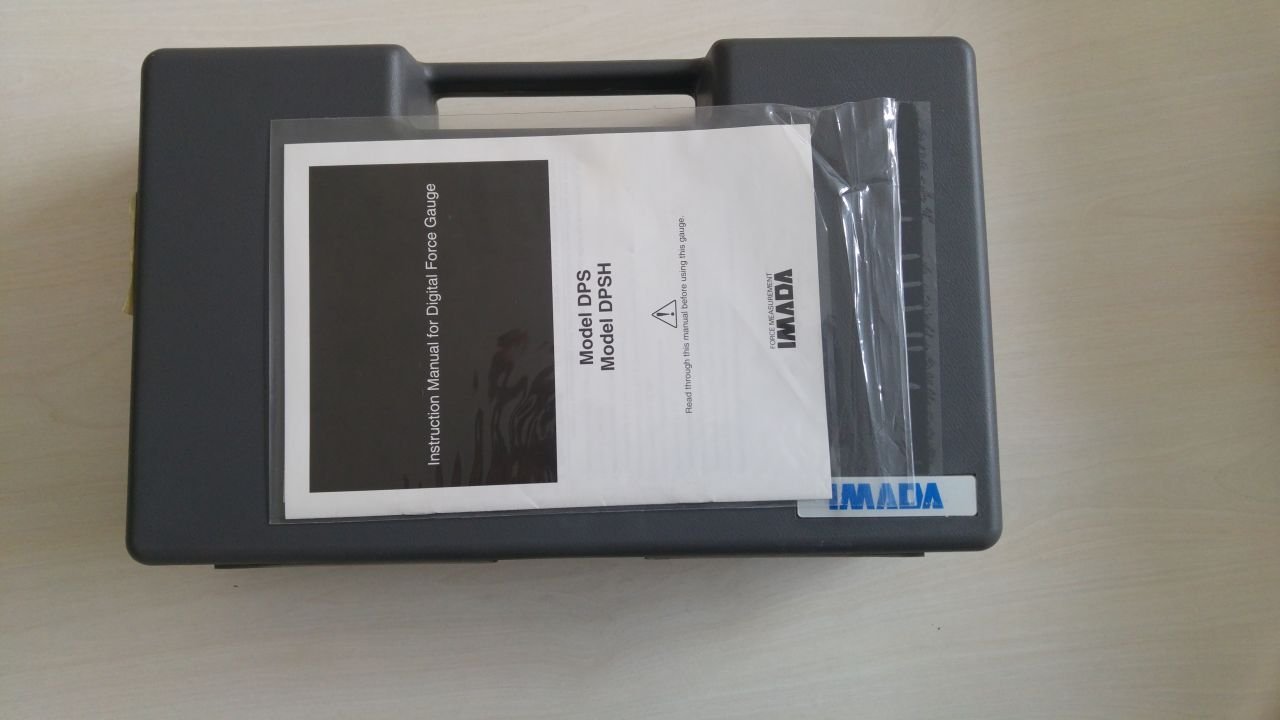 Instruction Manual for Digital Force Gauge
Model DPS
Model DPSH
Read through this manual before using this gauge.
FORCE MEASUREMENT
IMADA
IMADA